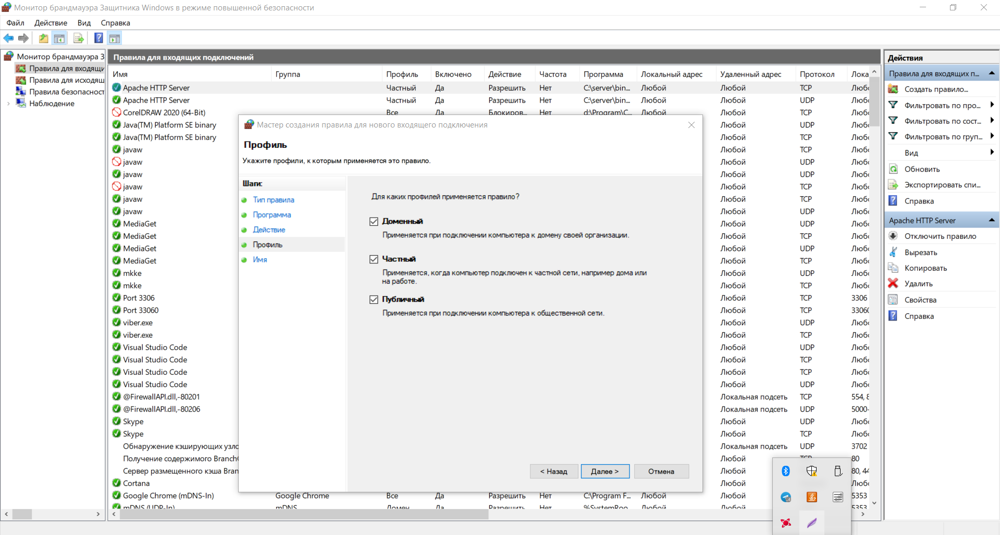 Монитор брандмауэра Защитника Windows в режиме повышенной безопасности
Файл Действие Вид Справка
Монитор брандмауэра З
Правила для входящи
Правила для исходящ
Правила безопасност
Наблюдение
Правила для входящих подключений
Имя Группа Профиль Включено Действие Частота Программа Локальный адрес Удаленный адрес Протокол Лока
Apache HTTP Server Частный Да Разрешить Нет C:\server\bin... Любой Любой TCP Любо
Apache HTTP Server Частный Да Разрешить Нет C:\server\bin... Любой Любой UDP Любо
CorelDRAW 2020 (64-Bit) Все Да Блокиров... Нет d:\Program\C... Любой Любой TCP Любо
Java(TM) Platform SE binary Любой UDP Любо
Java(TM) Platform SE binary Любой TCP Любо
javaw Любой TCP Любо
javaw Любой UDP Любо
javaw Любой UDP Любо
javaw Любой TCP Любо
javaw Любой TCP Любо
javaw Любой UDP Любо
MediaGet Любой UDP Любо
MediaGet Любой TCP Любо
MediaGet Любой UDP Любо
MediaGet Любой TCP Любо
mkke Любой UDP Любо
mkke Любой TCP Любо
Port 3306 Любой TCP 3306
Port 33060 Любой TCP 33060
viber.exe Любой UDP Любо
viber.exe Любой TCP Любо
Visual Studio Code Любой UDP Любо
Visual Studio Code Любой TCP Любо
Visual Studio Code Любой TCP Любо
Visual Studio Code Любой UDP Любо
@FirewallAPI.dll,-80201 Локальная подсеть TCP 554, 8
@FirewallAPI.dll,-80206 Локальная подсеть UDP 5000-
Skype Любой UDP Любо
Skype Любой TCP Любо
Обнаружение кэширующих узло Локальная подсеть UDP 3702
Получение содержимого Branch Любой TCP 80
Сервер размещенного кэша Bran Любой 80, 44
Cortana Любой Любо
Google Chrome (mDNS-In) Google Chrome Все Да Разрешить Нет C:\Program F... Любой Любой 5353
mDNS (UDP-In) mDNS Домен Да Разрешить Нет %SystemRoo Любой Любой 5353
Мастер создания правила для нового входящего подключения
Профиль
Укажите профили, к которым применяется это правило.
Шаги:
Тип правила
Программа
Действие
Профиль
Имя
Для каких профилей применяется правило?
Доменный
Применяется при подключении компьютера к домену своей организации.
Частный
Применяется, когда компьютер подключен к частной сети, например дома или
на работе.
Публичный
Применяется при подключении компьютера к общественной сети.
< Назад Далее > Отмена
Действия
Правила для входящих п...
Создать правило...
Фильтровать по про...
Фильтровать по сост...
Фильтровать по груп...
Вид
Обновить
Экспортировать спи...
Справка
Apache HTTP Server
Отключить правило
Вырезать
Копировать
Удалить
Свойства
Справка